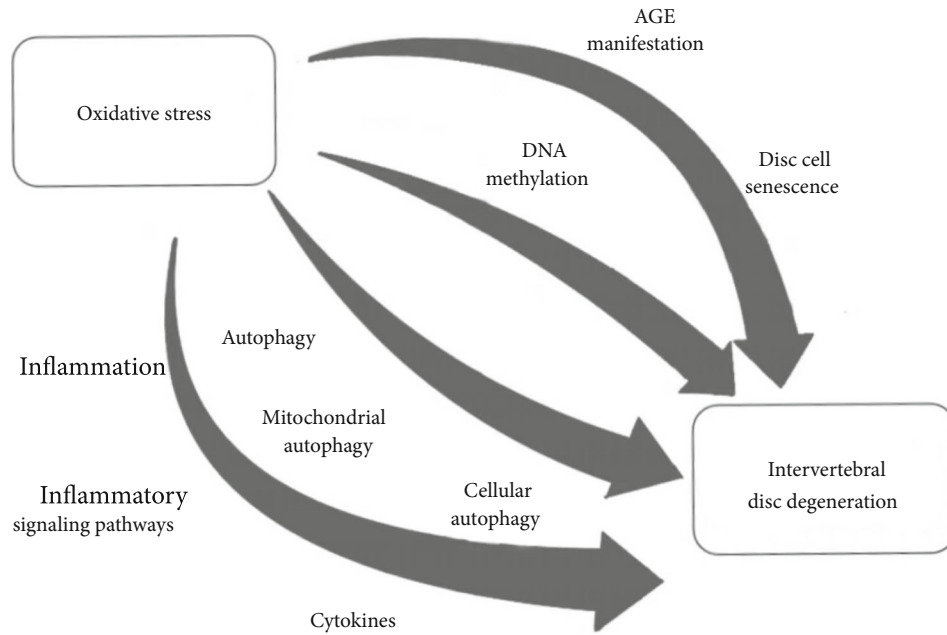 AGE
manifestation
Oxidative stress
DNA
methylation
Disc cell
senescence
Autophagy
Inflammation
Mitochondrial
autophagy
Intervertebral
disc degeneration
Cellular
autophagy
Inflammatory
signaling pathways
Cytokines